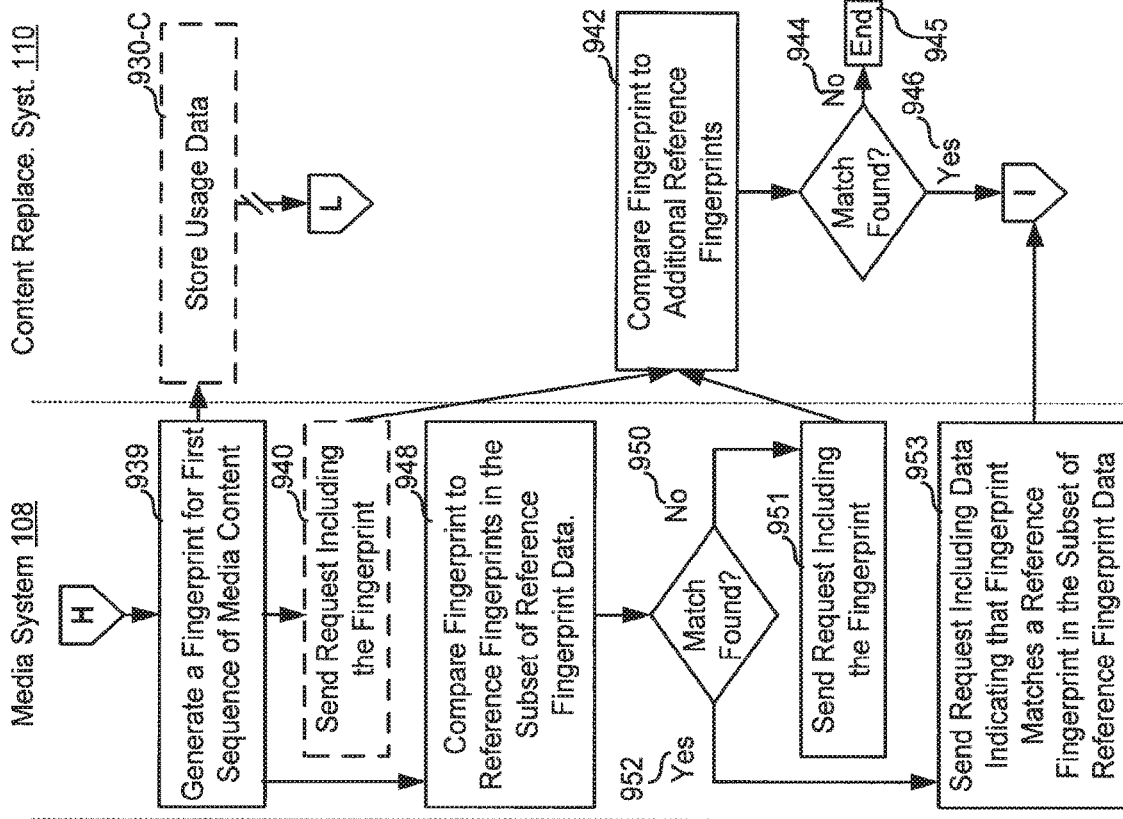 Media System 108
H
Generate a Fingerprint for First
Sequence of Media Content
939
Send Request Including
the Fingerprint
940
Compare Fingerprint to
Reference Fingerprints in the
Subset of Reference
Fingerprint Data.
948
Match
Found?
No
950
952
Yes
Send Request Including
the Fingerprint
951
Send Request Including Data
Indicating that Fingerprint
Matches a Reference
Fingerprint in the Subset of
Reference Fingerprint Data
953
Content Replace. Syst. 110
930-C
Store Usage Data
L
942
Compare Fingerprint to
Additional Reference
Fingerprints
Match
Found?
944
No
End
945
946
Yes
I